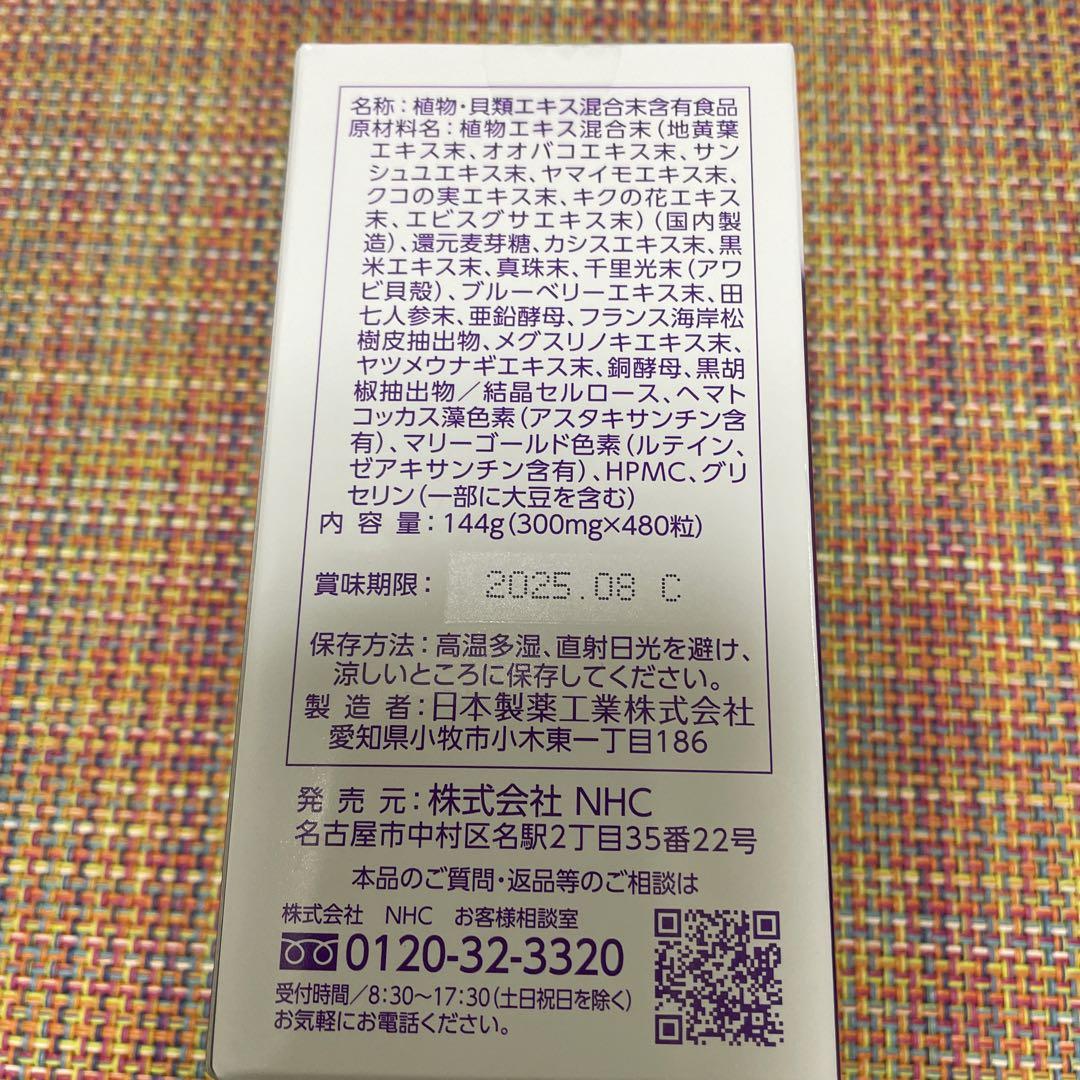 名称：植物・貝類エキス混合末含有食品
原材料名：植物エキス混合末（地黄葉
エキス末、オオバコエキス末、サン
シュユエキス末、ヤマイモエキス末、
クコの実エキス末、キクの花エキス
末、エビスグサエキス末）（国内製
造）、還元麦芽糖、カシスエキス末、黒
米エキス末、真珠末、千里光末（アワ
ビ貝殻）、ブルーベリーエキス末、田
七人参末、亜鉛酵母、フランス海岸松
樹皮抽出物、メグスリノキエキス末、
ヤツメウナギエキス末、銅酵母、黒胡
椒抽出物／結晶セルロース、ヘマト
コッカス藻色素（アスタキサンチン含
有）、マリーゴールド色素（ルテイン、
ゼアキサンチン含有）、HPMC、グリ
セリン（一部に大豆を含む）
内容量：144g（300mg×480粒）
賞味期限： 2025.08 C
保存方法：高温多湿、直射日光を避け、
涼しいところに保存してください。
製造者：日本製薬工業株式会社
愛知県小牧市小木東一丁目186
発売元：株式会社 NHC
名古屋市中村区名駅2丁目35番22号
本品のご質問・返品等のご相談は
株式会社 NHC お客様相談室
0120-32-3320
受付時間／8:30～17:30（土日祝日を除く）
お気軽にお電話ください。